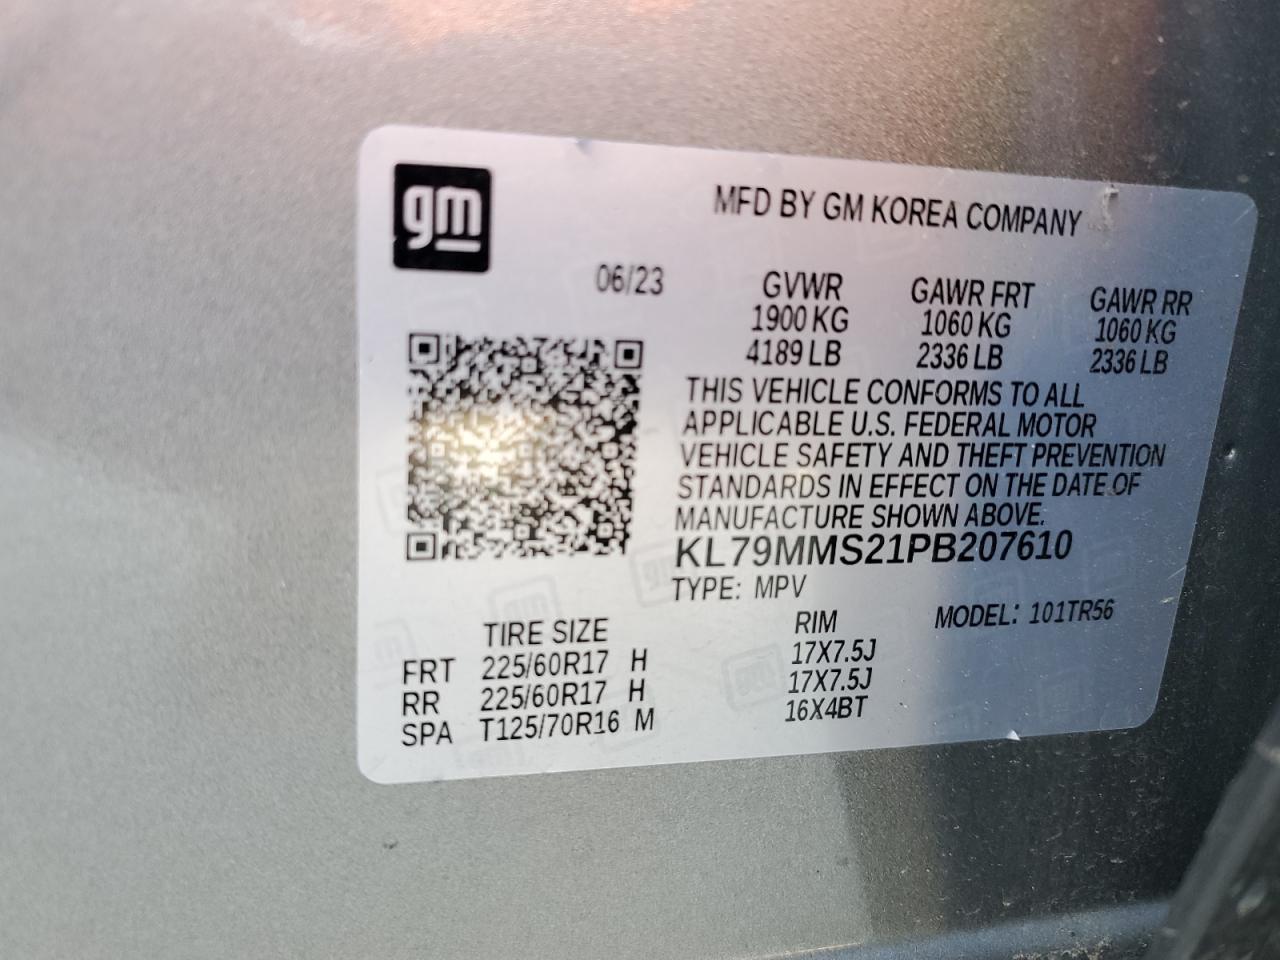 gm
MFD BY GM KOREA COMPANY
06/23 GVWR GAWR FRT GAWR RR
1900 KG 1060 KG 1060 KG
4189 LB 2336 LB 2336 LB
THIS VEHICLE CONFORMS TO ALL
APPLICABLE U.S. FEDERAL MOTOR
VEHICLE SAFETY AND THEFT PREVENTION
STANDARDS IN EFFECT ON THE DATE OF
MANUFACTURE SHOWN ABOVE.
KL79MMS21PB207610
TYPE: MPV
MODEL: 101TR56
TIRE SIZE RIM
FRT 225/60R17 H 17X7.5J
RR 225/60R17 H 17X7.5J
SPA T125/70R16 M 16X4BT